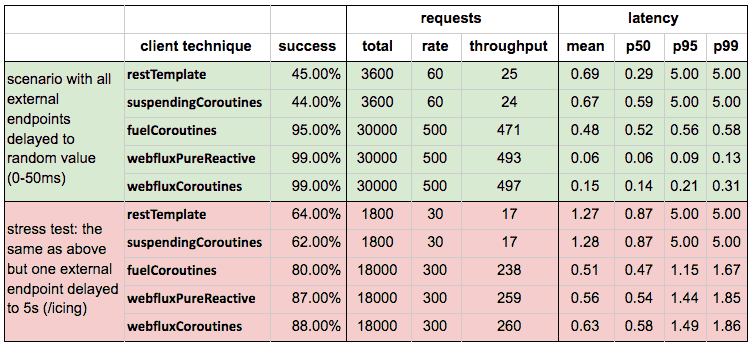 requests latency
client technique success total rate throughput mean p50 p95 p99
scenario with all
external
endpoints
delayed to
random value
(0-50ms)
restTemplate 45.00% 3600 60 25 0.69 0.29 5.00 5.00
suspendingCoroutines 44.00% 3600 60 24 0.67 0.59 5.00 5.00
fuelCoroutines 95.00% 30000 500 471 0.48 0.52 0.56 0.58
webfluxPureReactive 99.00% 30000 500 493 0.06 0.06 0.09 0.13
webfluxCoroutines 99.00% 30000 500 497 0.15 0.14 0.21 0.31
stress test: the
same as above
but one external
endpoint delayed
to 5s (/icing)
restTemplate 64.00% 1800 30 17 1.27 0.87 5.00 5.00
suspendingCoroutines 62.00% 1800 30 17 1.28 0.87 5.00 5.00
fuelCoroutines 80.00% 18000 300 238 0.51 0.47 1.15 1.67
webfluxPureReactive 87.00% 18000 300 259 0.56 0.54 1.44 1.85
webfluxCoroutines 88.00% 18000 300 260 0.63 0.58 1.49 1.86